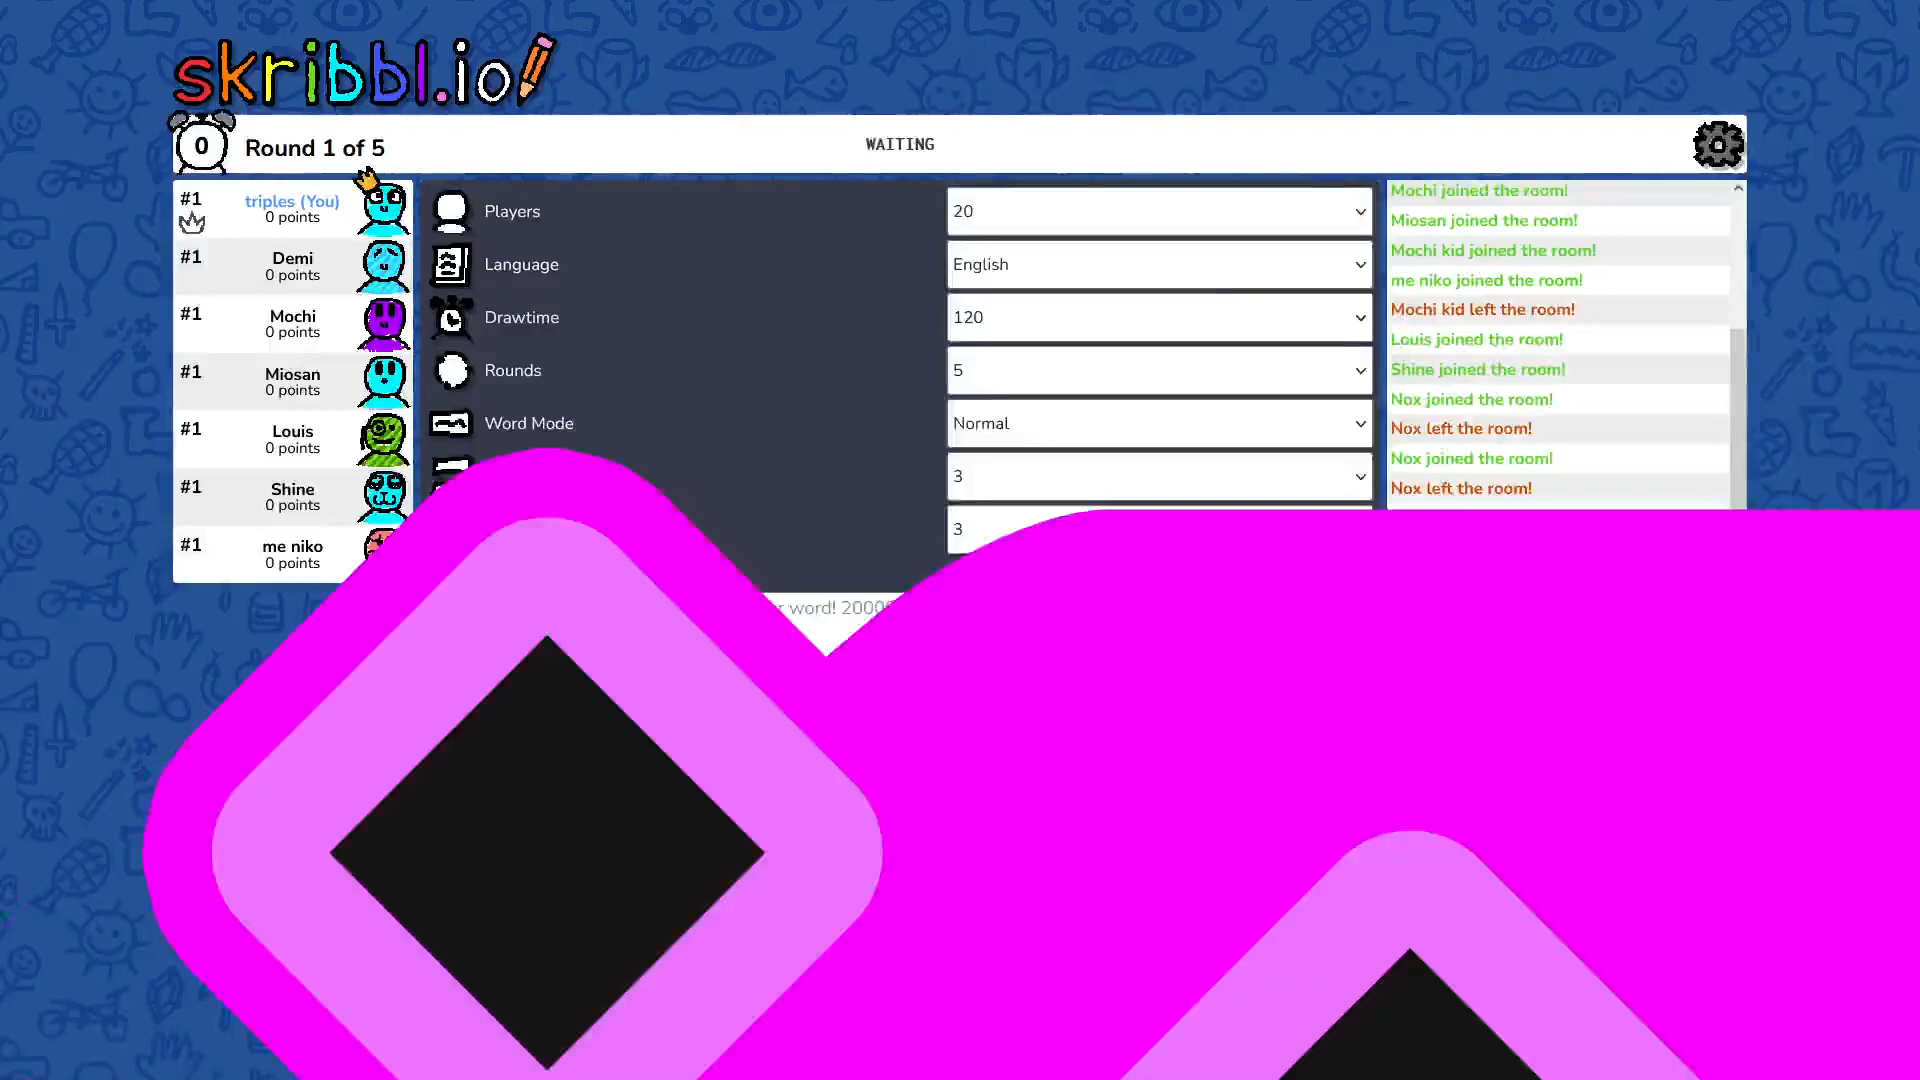 skribbl.io
0
Round 1 of 5
WAITING
#1
triples (You)
0 points
#1
Demi
0 points
#1
Mochi
0 points
#1
Miosan
0 points
#1
Louis
0 points
#1
Shine
0 points
#1
me niko
0 points
Players
20
Language
English
Drawtime
120
Rounds
5
Word Mode
Normal
3
3
word! 2000
Mochi joined the room!
Miosan joined the room!
Mochi kid joined the room!
me niko joined the room!
Mochi kid left the room!
Louis joined the room!
Shine joined the room!
Nox joined the room!
Nox left the room!
Nox joined the room!
Nox left the room!